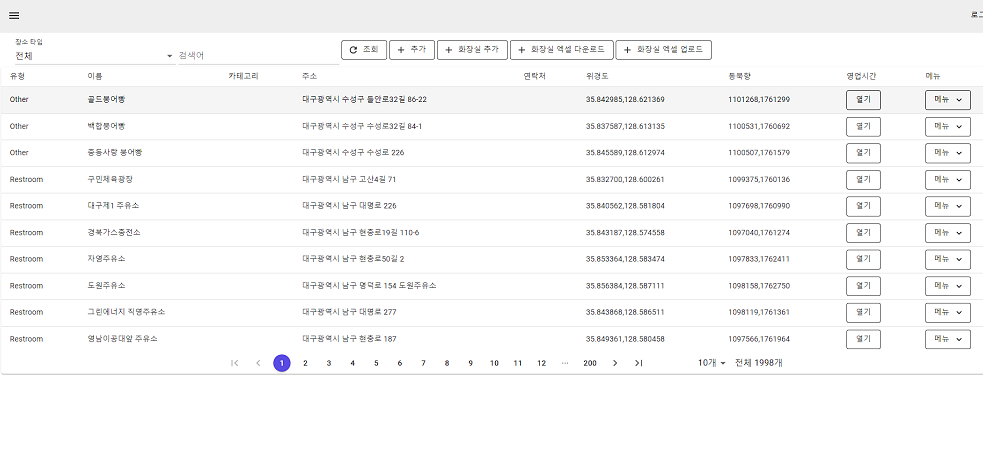 장소 타입
전체 검색어 조회 추가 화장실 추가 화장실 엑셀 다운로드 화장실 엑셀 업로드
유형 이름 카테고리 주소 연락처 위경도 동북향 영업시간 메뉴
Other 골드붕어빵 대구광역시 수성구 들안로32길 86-22 35.842985,128.621369 1101268,1761299 열기 메뉴
Other 백합붕어빵 대구광역시 수성구 수성로32길 84-1 35.837587,128.613135 1100531,1760692 열기 메뉴
Other 중동사랑 붕어빵 대구광역시 수성구 수성로 226 35.845589,128.612974 1100507,1761579 열기 메뉴
Restroom 구민체육광장 대구광역시 남구 고산4길 71 35.832700,128.600261 1099375,1760136 열기 메뉴
Restroom 대구제1 주유소 대구광역시 남구 대명로 226 35.840562,128.581804 1097698,1760990 열기 메뉴
Restroom 경북가스충전소 대구광역시 남구 현충로19길 110-6 35.843187,128.574558 1097040,1761274 열기 메뉴
Restroom 자영주유소 대구광역시 남구 현충로50길 2 35.853364,128.583474 1097833,1762411 열기 메뉴
Restroom 도원주유소 대구광역시 남구 명덕로 154 도원주유소 35.856384,128.587111 1098158,1762750 열기 메뉴
Restroom 그린에너지 직영주유소 대구광역시 남구 대명로 277 35.843868,128.586511 1098119,1761361 열기 메뉴
Restroom 영남이공대앞 주유소 대구광역시 남구 현충로 187 35.849361,128.580458 1097566,1761964 열기 메뉴
1 2 3 4 5 6 7 8 9 10 11 12 ··· 200 10개 전체 1998개